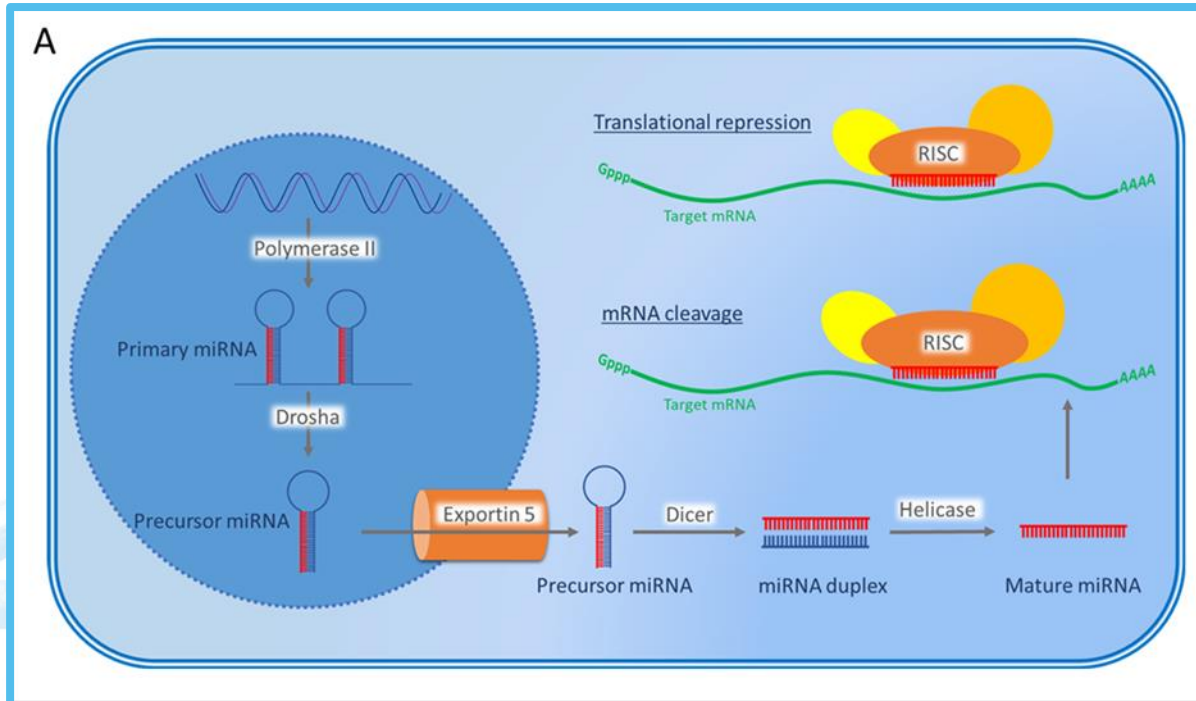 A
Translational repression
RISC
Gppp
AAAA
Target mRNA
Polymerase II
mRNA cleavage
RISC
Primary miRNA
Gppp
AAAA
Target mRNA
Drosha
Precursor miRNA
Exportin 5
Dicer
Helicase
Precursor miRNA
miRNA duplex
Mature miRNA